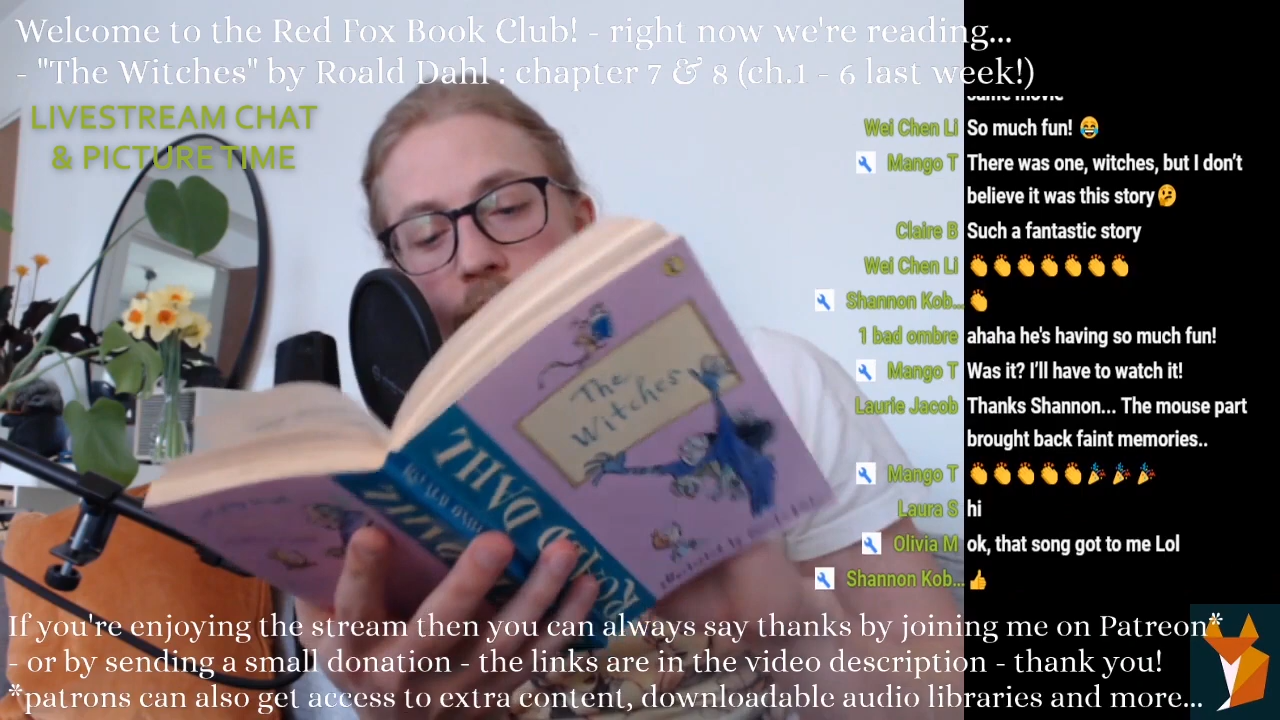 Welcome to the Red Fox Book Club! - right now we're reading...
- "The Witches" by Roald Dahl : chapter 7 & 8 (ch.1 - 6 last week!)
LIVESTREAM CHAT
& PICTURE TIME
same movie
Wei Chen Li So much fun! 😂
Mango T There was one, witches, but I don’t
believe it was this story🤔
Claire B Such a fantastic story
Wei Chen Li 👏👏👏👏👏👏👏
Shannon Kob... 👏
1 bad ombre ahaha he's having so much fun!
Mango T Was it? I’ll have to watch it!
Laurie Jacob Thanks Shannon... The mouse part
brought back faint memories..
Mango T 👏👏👏👏👏🎉🎉🎉
Laura S hi
Olivia M ok, that song got to me Lol
Shannon Kob... 👍
The
Witches
ROALD DAHL
Illustrated by Quentin Blake
If you're enjoying the stream then you can always say thanks by joining me on Patreon*
- or by sending a small donation - the links are in the video description - thank you!
*patrons can also get access to extra content, downloadable audio libraries and more...